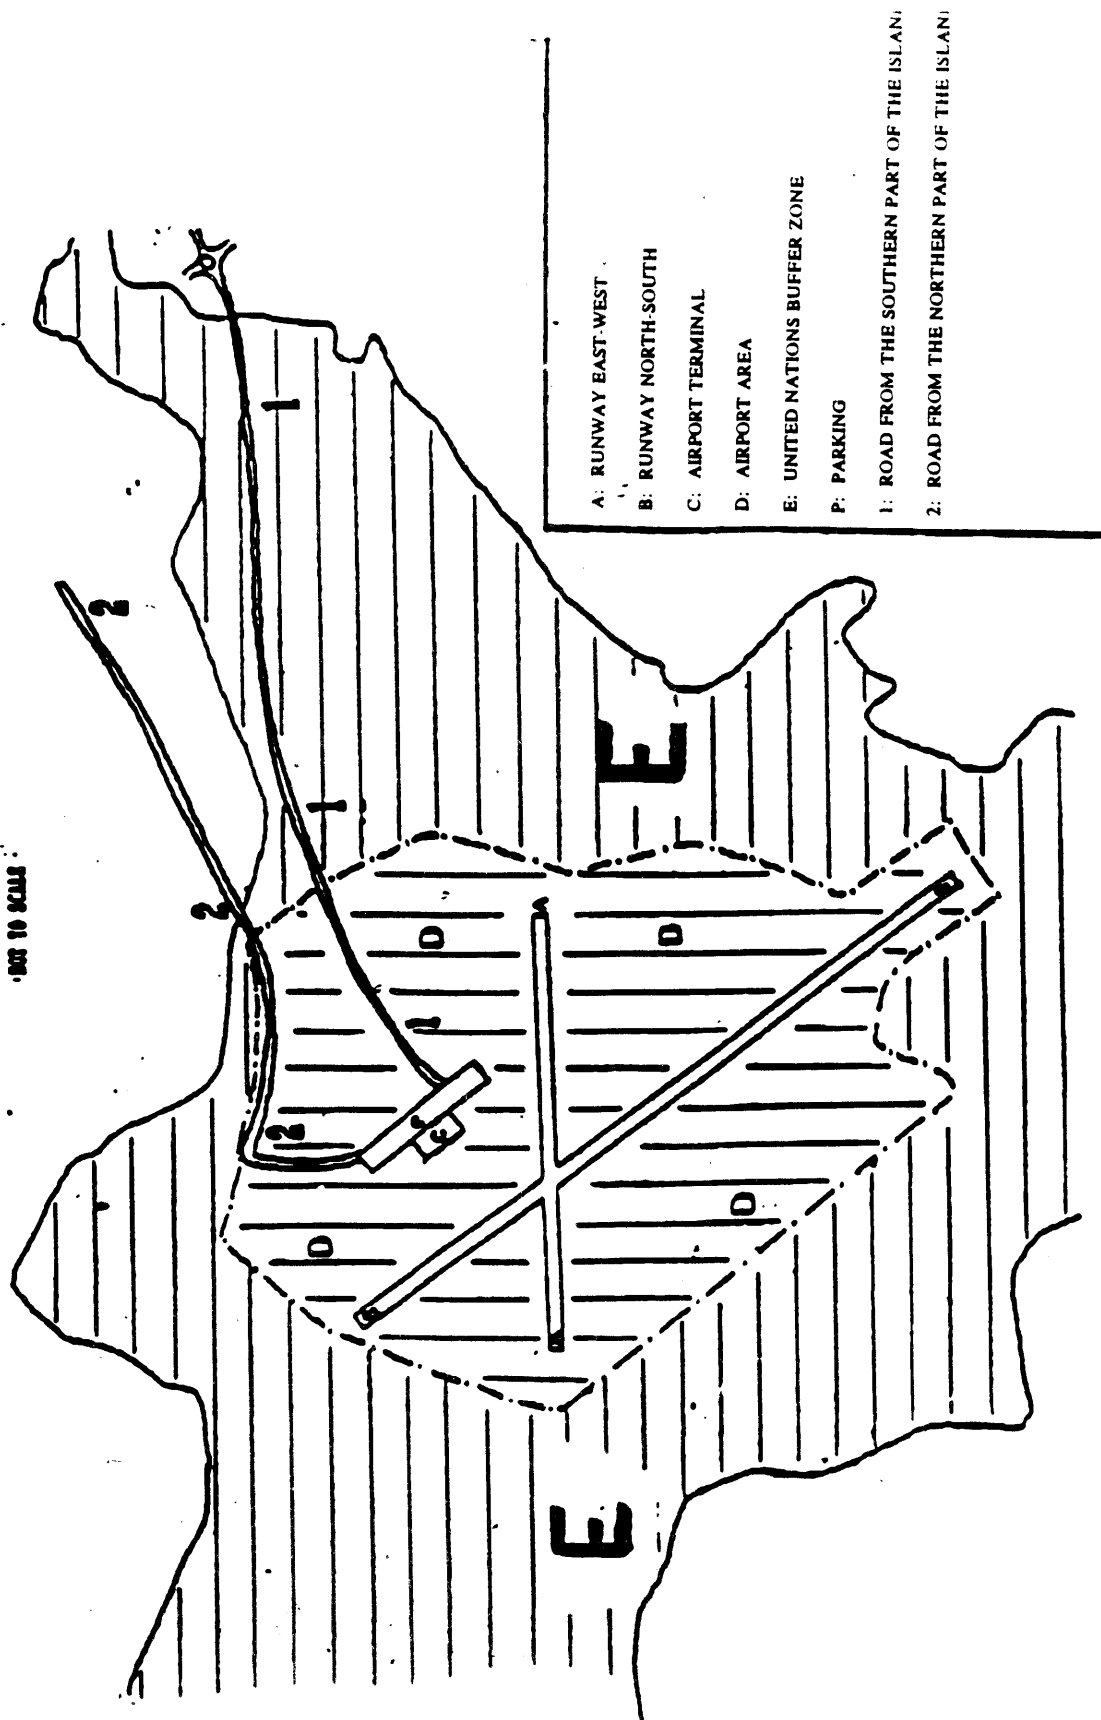 NOT TO SCALE
2
2
2
1
1
1
D
D
D
D
E
E
A
A
B
B
P
C
A: RUNWAY EAST-WEST
B: RUNWAY NORTH-SOUTH
C: AIRPORT TERMINAL
D: AIRPORT AREA
E: UNITED NATIONS BUFFER ZONE
P: PARKING
1: ROAD FROM THE SOUTHERN PART OF THE ISLAN
2: ROAD FROM THE NORTHERN PART OF THE ISLAN